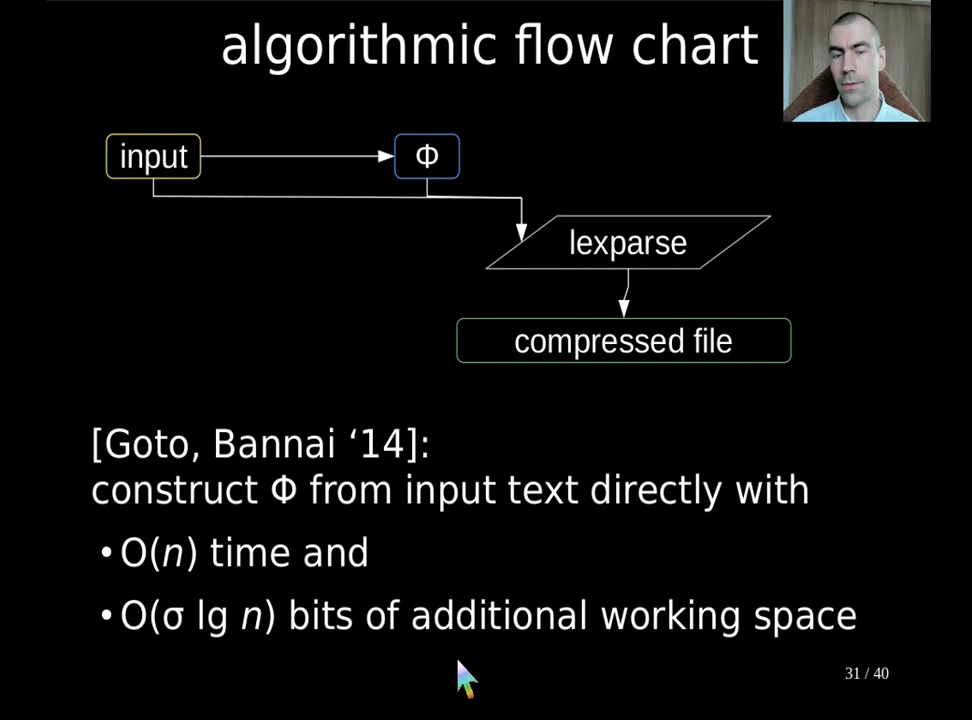 algorithmic flow chart
input
Φ
lexparse
compressed file
[Goto, Bannai ‘14]:
construct Φ from input text directly with
• O(n) time and
• O(σ lg n) bits of additional working space
31 / 40